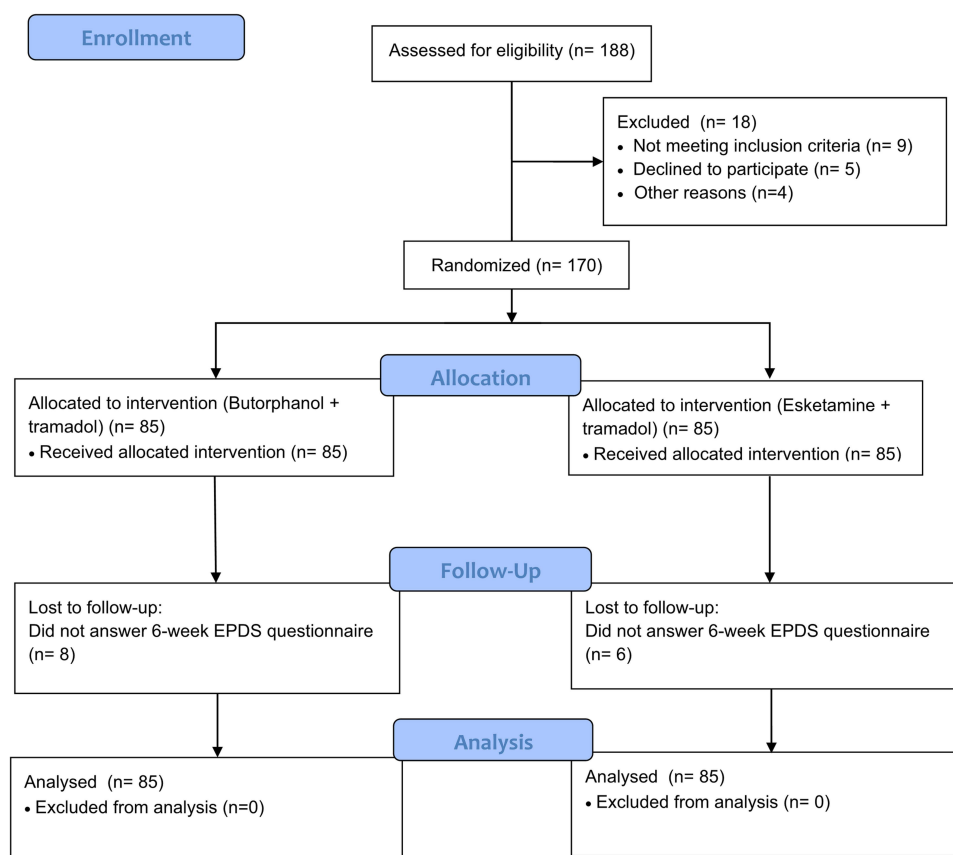 Enrollment
Assessed for eligibility (n= 188)
Excluded (n= 18)
• Not meeting inclusion criteria (n= 9)
• Declined to participate (n= 5)
• Other reasons (n=4)
Randomized (n= 170)
Allocation
Allocated to intervention (Butorphanol +
tramadol) (n= 85)
• Received allocated intervention (n= 85)
Allocated to intervention (Esketamine +
tramadol) (n= 85)
• Received allocated intervention (n= 85)
Follow-Up
Lost to follow-up:
Did not answer 6-week EPDS questionnaire
(n= 8)
Lost to follow-up:
Did not answer 6-week EPDS questionnaire
(n= 6)
Analysis
Analysed (n= 85)
• Excluded from analysis (n=0)
Analysed (n= 85)
• Excluded from analysis (n= 0)